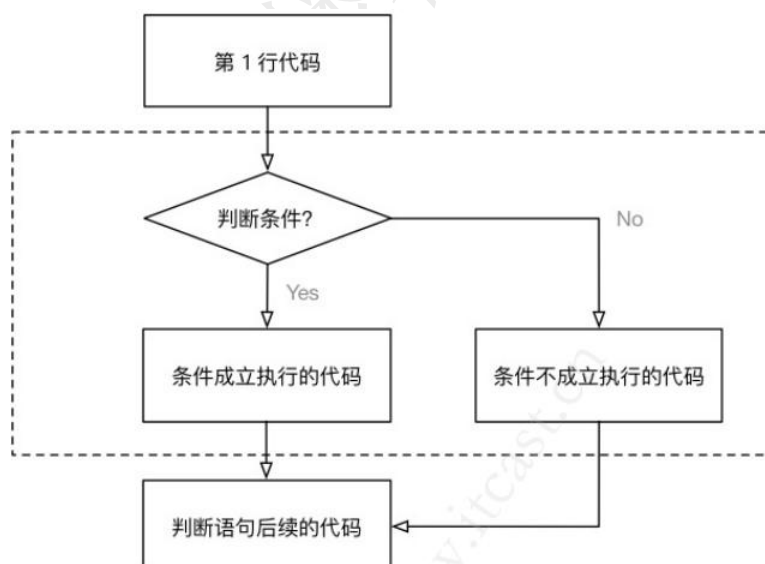 第 1 行代码
判断条件?
No
Yes
条件成立执行的代码
条件不成立执行的代码
判断语句后续的代码